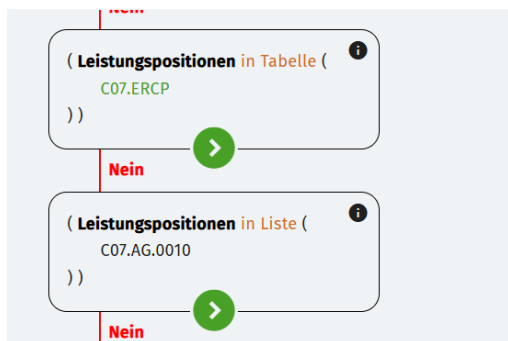 Nein
( Leistungspositionen in Tabelle (
C07.ERCP
) )
Nein
( Leistungspositionen in Liste (
C07.AG.0010
) )
Nein